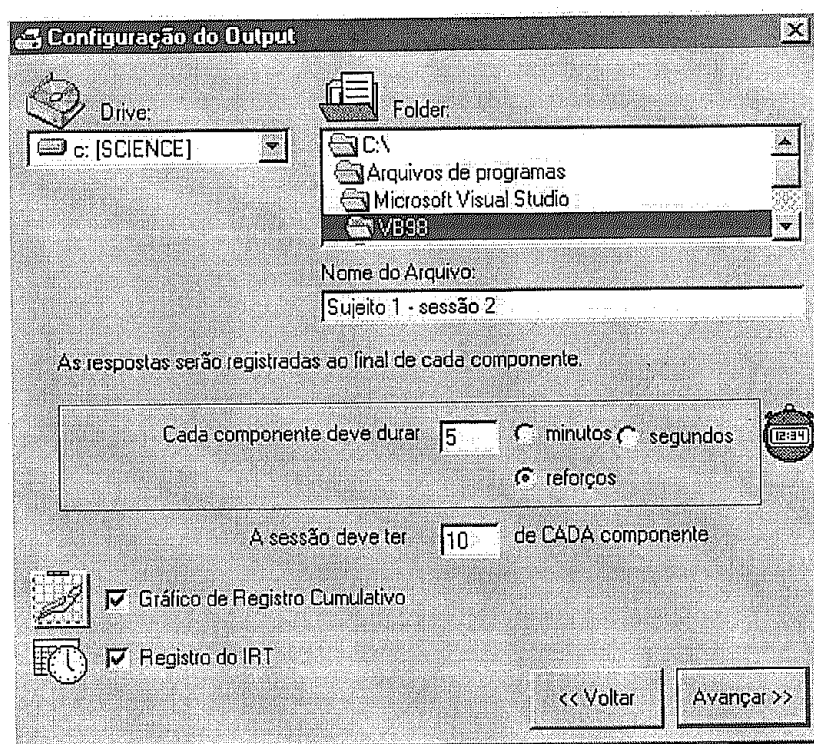 Configuração do Output
Drive:
c: [SCIENCE]
Folder:
C:\
Arquivos de programas
Microsoft Visual Studio
VB98
Nome do Arquivo:
Sujeito 1 - sessão 2
As respostas serão registradas ao final de cada componente.
Cada componente deve durar 5 minutos segundos
reforços
12:34
A sessão deve ter 10 de CADA componente
Gráfico de Registro Cumulativo
Registro do IRT
<< Voltar
Avançar >>